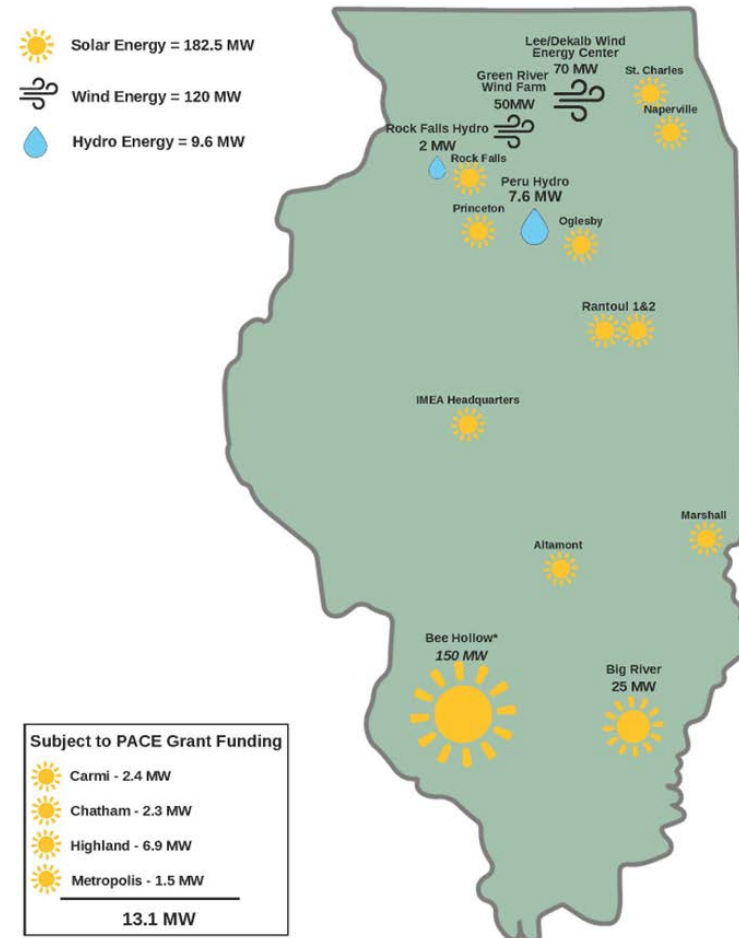 Solar Energy = 182.5 MW
Wind Energy = 120 MW
Hydro Energy = 9.6 MW
Lee/Dekalb Wind
Energy Center
70 MW
St. Charles
Green River
Wind Farm
50MW
Naperville
Rock Falls Hydro
2 MW
Rock Falls
Peru Hydro
7.6 MW
Princeton
Oglesby
Rantoul 1&2
IMEA Headquarters
Marshall
Altamont
Bee Hollow*
150 MW
Big River
25 MW
Subject to PACE Grant Funding
Carmi - 2.4 MW
Chatham - 2.3 MW
Highland - 6.9 MW
Metropolis - 1.5 MW
13.1 MW